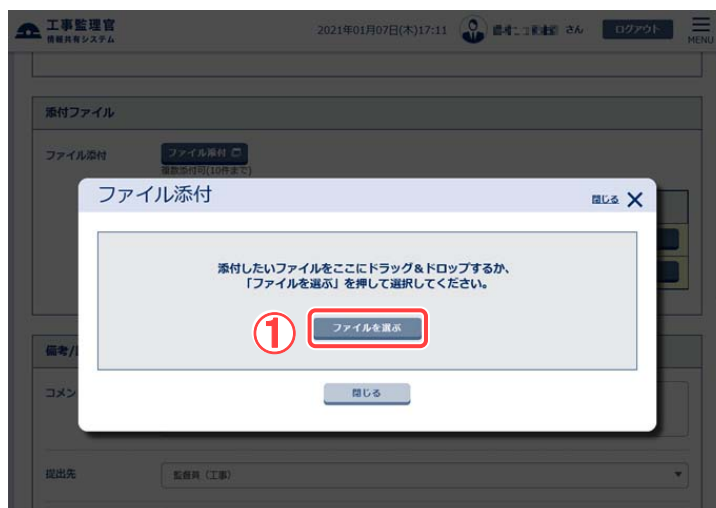 工事監理官
情報共有システム
2021年01月07日(木)17:11
さん
ログアウト
MENU
添付ファイル
ファイル添付
ファイル添付
複数添付可(10件まで)
ファイル添付
閉じる
添付したいファイルをここにドラッグ&ドロップするか、
「ファイルを選ぶ」を押して選択してください。
①
ファイルを選ぶ
閉じる
備考/
コメン
提出先
監督員（工事）